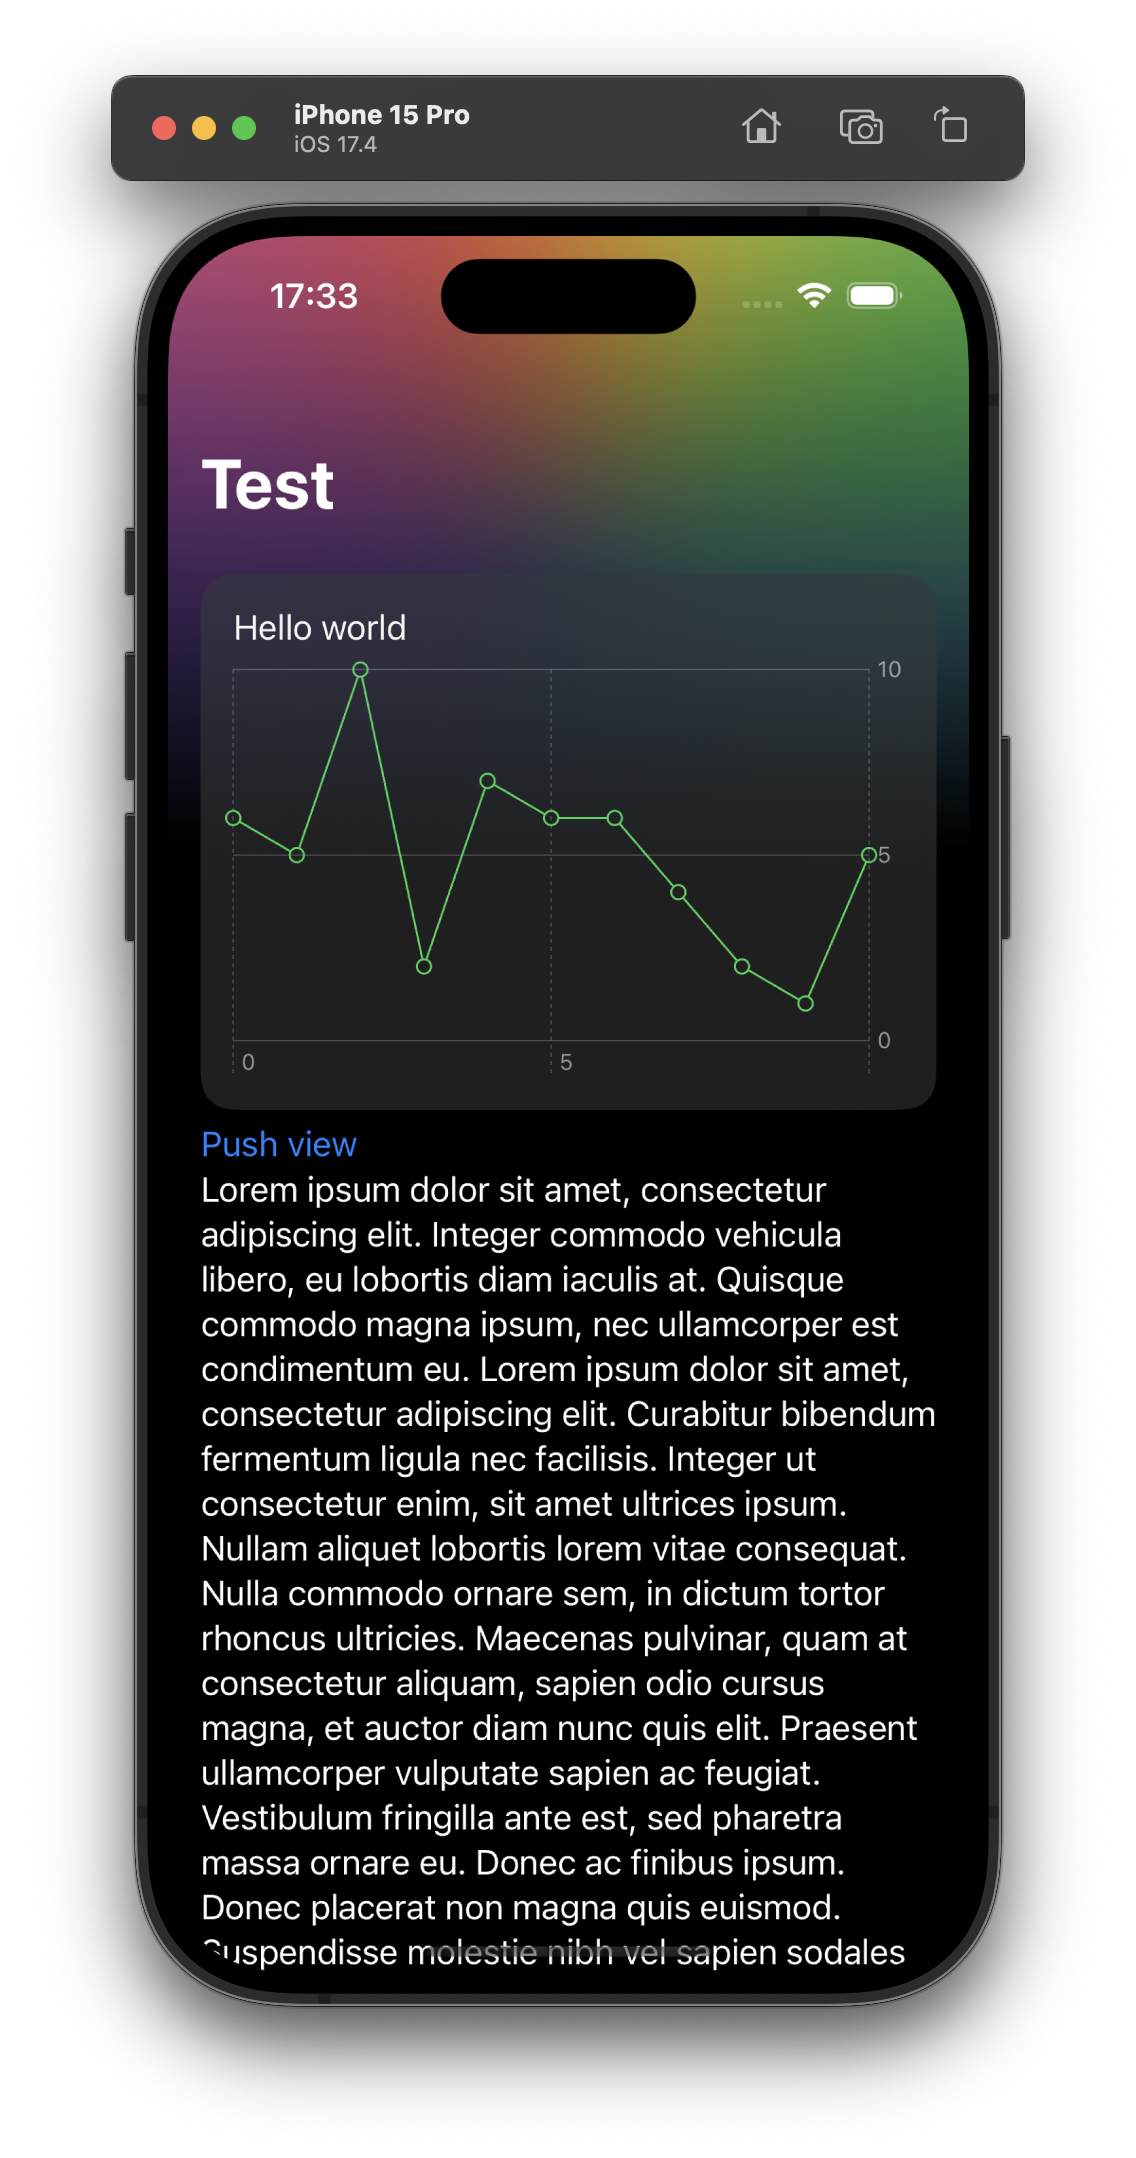 iPhone 15 Pro
iOS 17.4
17:33
Test
Hello world
10
5
0
0
5
Push view
Lorem ipsum dolor sit amet, consectetur
adipiscing elit. Integer commodo vehicula
libero, eu lobortis diam iaculis at. Quisque
commodo magna ipsum, nec ullamcorper est
condimentum eu. Lorem ipsum dolor sit amet,
consectetur adipiscing elit. Curabitur bibendum
fermentum ligula nec facilisis. Integer ut
consectetur enim, sit amet ultrices ipsum.
Nullam aliquet lobortis lorem vitae consequat.
Nulla commodo ornare sem, in dictum tortor
rhoncus ultricies. Maecenas pulvinar, quam at
consectetur aliquam, sapien odio cursus
magna, et auctor diam nunc quis elit. Praesent
ullamcorper vulputate sapien ac feugiat.
Vestibulum fringilla ante est, sed pharetra
massa ornare eu. Donec ac finibus ipsum.
Donec placerat non magna quis euismod.
Suspendisse molestie nibh vel sapien sodales